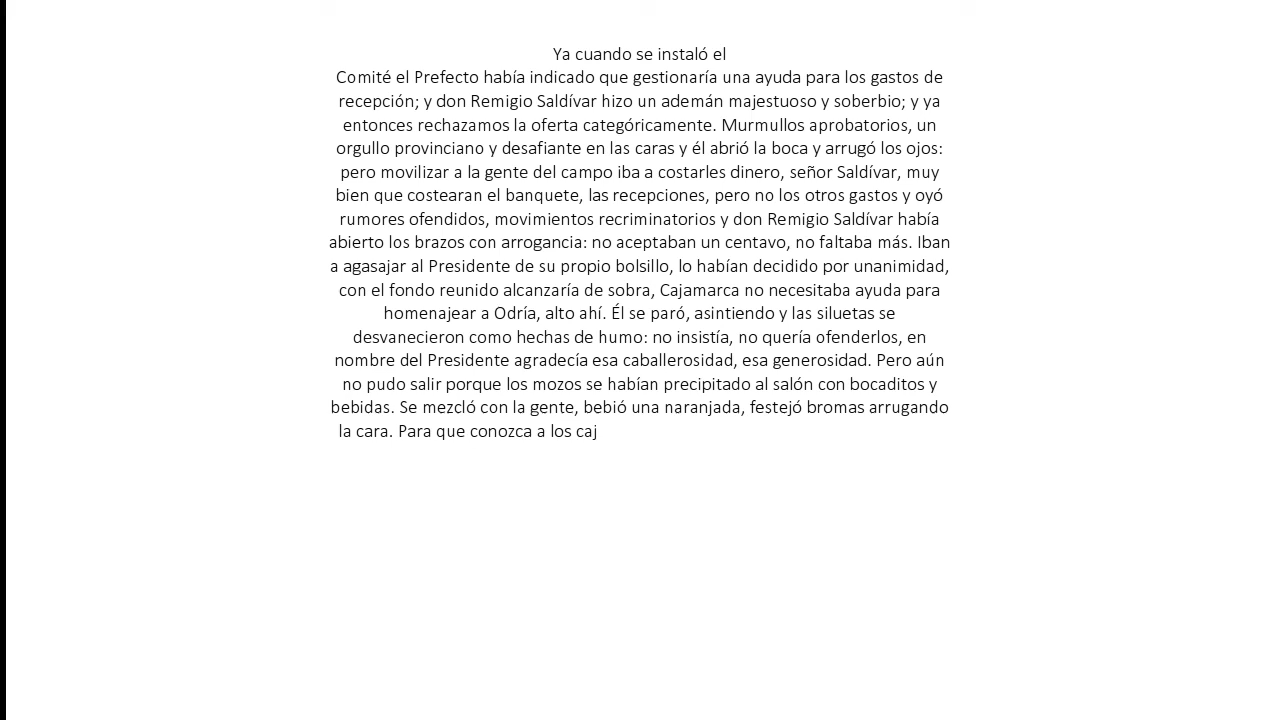 Ya cuando se instaló el
Comité el Prefecto había indicado que gestionaría una ayuda para los gastos de
recepción; y don Remigio Saldívar hizo un ademán majestuoso y soberbio; y ya
entonces rechazamos la oferta categóricamente. Murmullos aprobatorios, un
orgullo provinciano y desafiante en las caras y él abrió la boca y arrugó los ojos:
pero movilizar a la gente del campo iba a costarles dinero, señor Saldívar, muy
bien que costearan el banquete, las recepciones, pero no los otros gastos y oyó
rumores ofendidos, movimientos recriminatorios y don Remigio Saldívar había
abierto los brazos con arrogancia: no aceptaban un centavo, no faltaba más. Iban
a agasajar al Presidente de su propio bolsillo, lo habían decidido por unanimidad,
con el fondo reunido alcanzaría de sobra, Cajamarca no necesitaba ayuda para
homenajear a Odría, alto ahí. Él se paró, asintiendo y las siluetas se
desvanecieron como hechas de humo: no insistía, no quería ofenderlos, en
nombre del Presidente agradecía esa caballerosidad, esa generosidad. Pero aún
no pudo salir porque los mozos se habían precipitado al salón con bocaditos y
bebidas. Se mezcló con la gente, bebió una naranjada, festejó bromas arrugando
la cara. Para que conozca a los caj